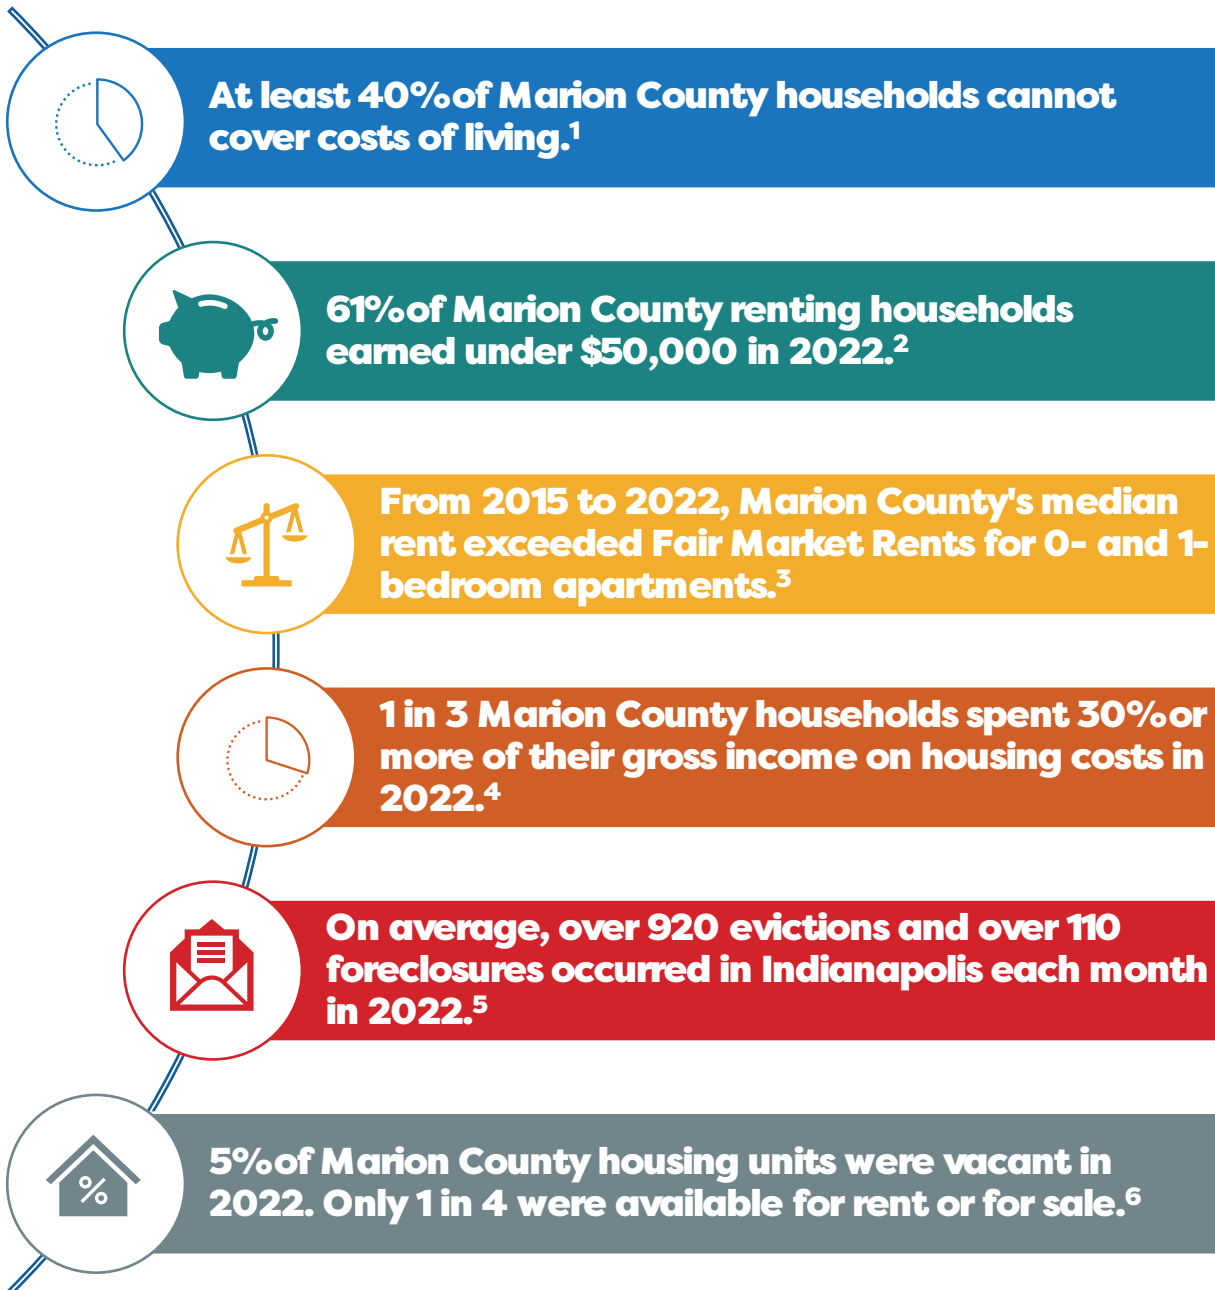 At least 40% of Marion County households cannot
cover costs of living.¹
61% of Marion County renting households
earned under $50,000 in 2022.²
From 2015 to 2022, Marion County's median
rent exceeded Fair Market Rents for 0- and 1-
bedroom apartments.³
1 in 3 Marion County households spent 30% or
more of their gross income on housing costs in
2022.⁴
On average, over 920 evictions and over 110
foreclosures occurred in Indianapolis each month
in 2022.⁵
%
5% of Marion County housing units were vacant in
2022. Only 1 in 4 were available for rent or for sale.⁶